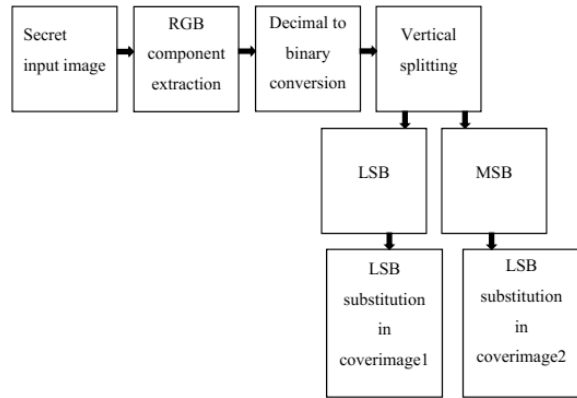 Secret
input image
RGB
component
extraction
Decimal to
binary
conversion
Vertical
splitting
LSB
MSB
LSB
substitution
in
coverimage1
LSB
substitution
in
coverimage2